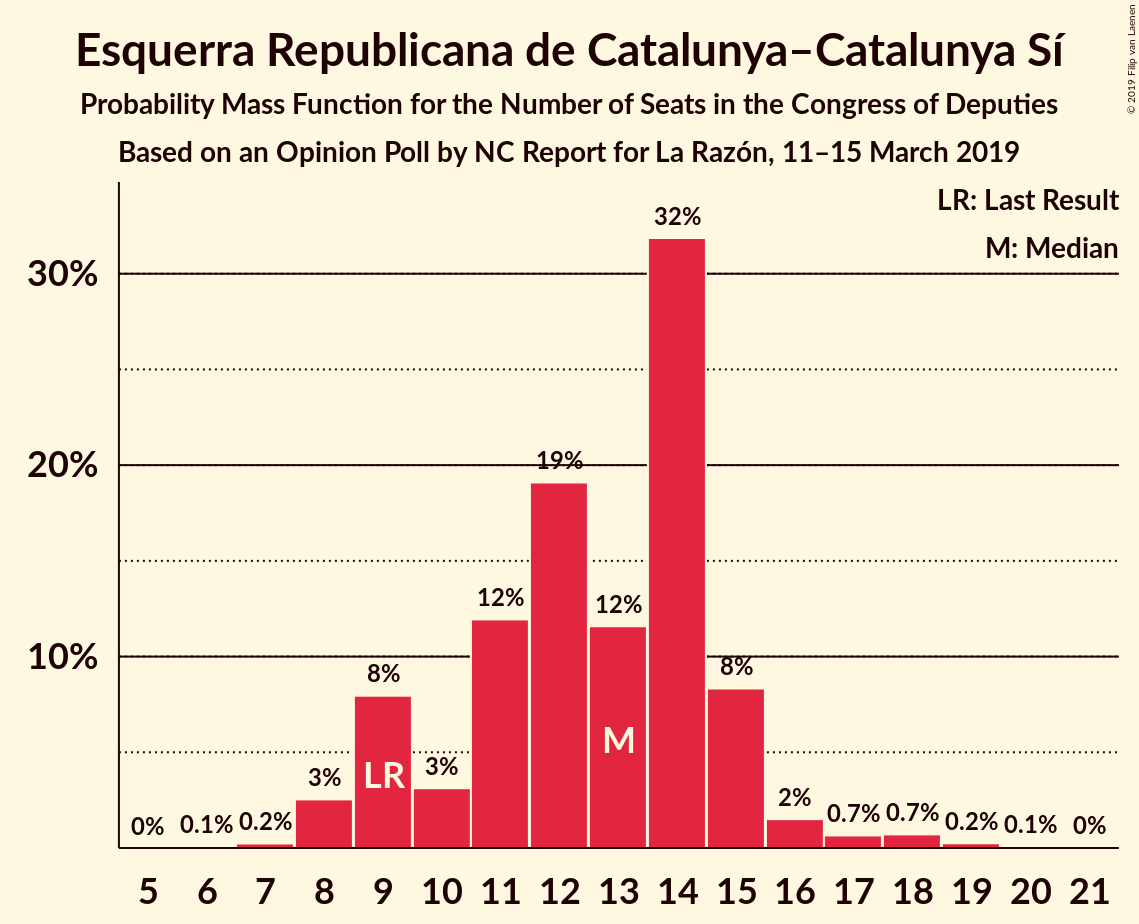 Esquerra Republicana de Catalunya–Catalunya Sí
Probability Mass Function for the Number of Seats in the Congress of Deputies
Based on an Opinion Poll by NC Report for La Razón, 11–15 March 2019
© 2019 Filip van Laenen
LR: Last Result
M: Median
30%
20%
10%
0%
0.1%
0.2%
3%
8%
3%
12%
19%
12%
32%
8%
2%
0.7%
0.7%
0.2%
0.1%
0%
LR
M
5 6 7 8 9 10 11 12 13 14 15 16 17 18 19 20 21